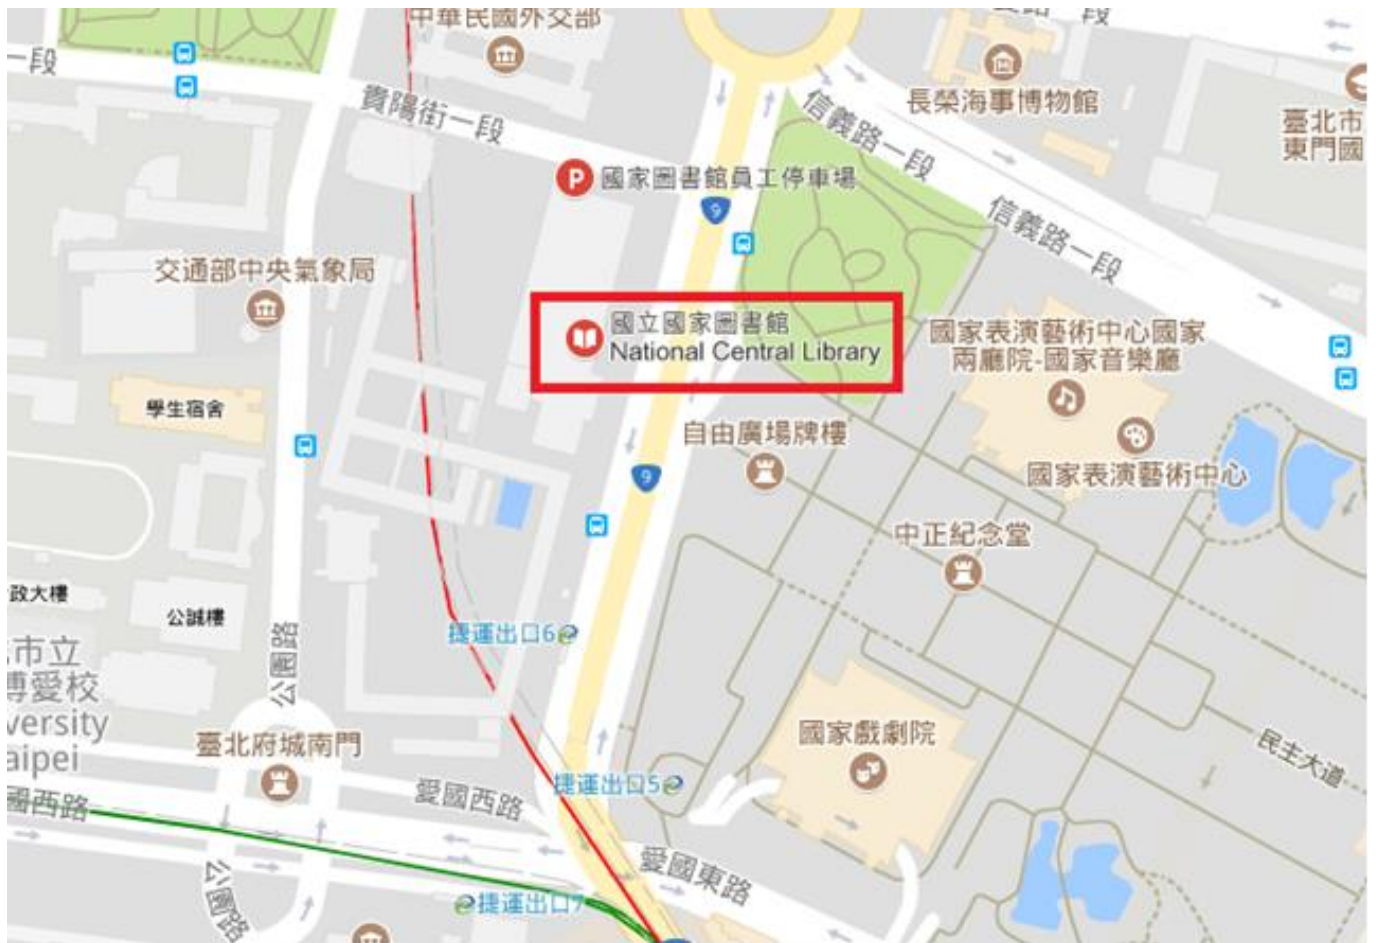 中華民國外交部
一段
貴陽街一段
信義路一段
長榮海事博物館
臺北市
東門國
P 國家圖書館員工停車場
9
信義路一段
交通部中央氣象局
國立國家圖書館
National Central Library
國家表演藝術中心國家
兩廳院-國家音樂廳
學生宿舍
自由廣場牌樓
國家表演藝術中心
9
中正紀念堂
政大樓
公誠樓
捷運出口6
公園路
市立
博愛校
versity
aipei
臺北府城南門
國家戲劇院
民主大道
捷運出口5
愛國西路
國西路
愛國東路
公園路
捷運出口7